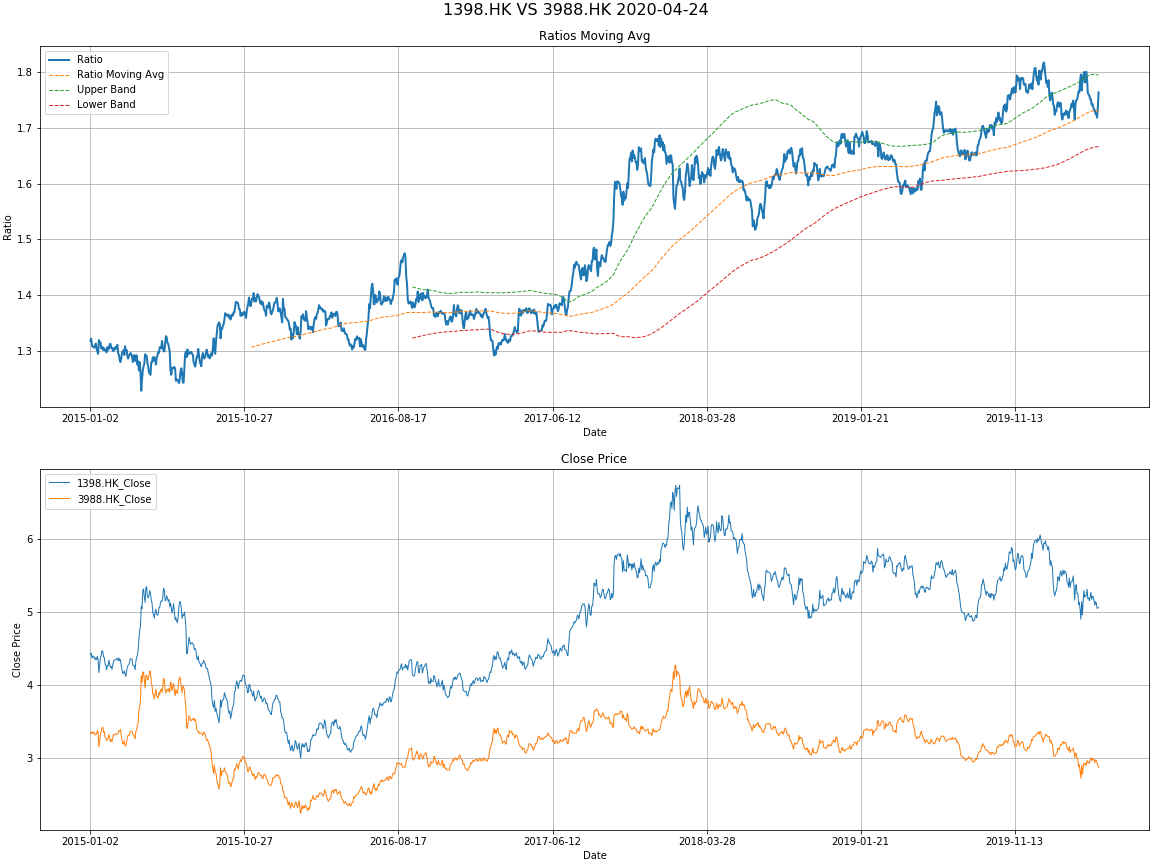 1398.HK VS 3988.HK 2020-04-24
Ratios Moving Avg
Ratio
Ratio Moving Avg
Upper Band
Lower Band
1.8
1.7
1.6
1.5
1.4
1.3
Ratio
2015-01-02 2015-10-27 2016-08-17 2017-06-12 2018-03-28 2019-01-21 2019-11-13
Date
Close Price
1398.HK_Close
3988.HK_Close
6
5
4
3
Close Price
2015-01-02 2015-10-27 2016-08-17 2017-06-12 2018-03-28 2019-01-21 2019-11-13
Date